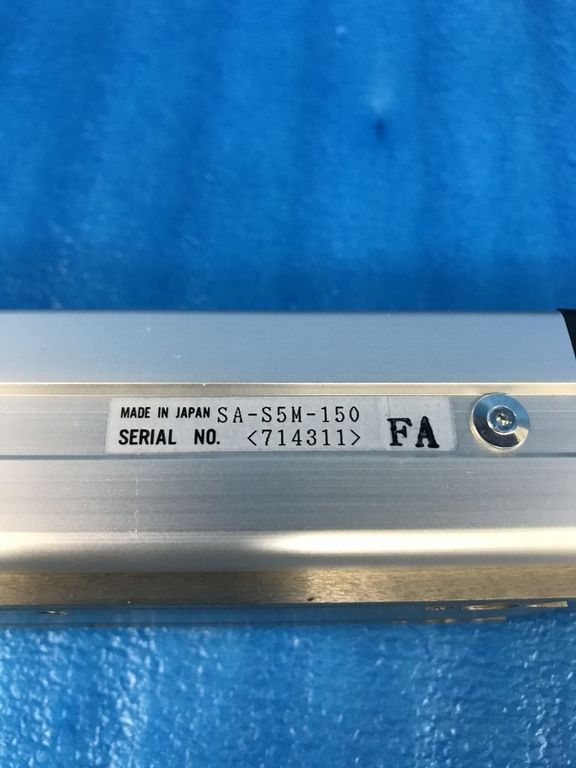 MADE IN JAPAN SA-S5M-150
SERIAL NO. <714311> FA